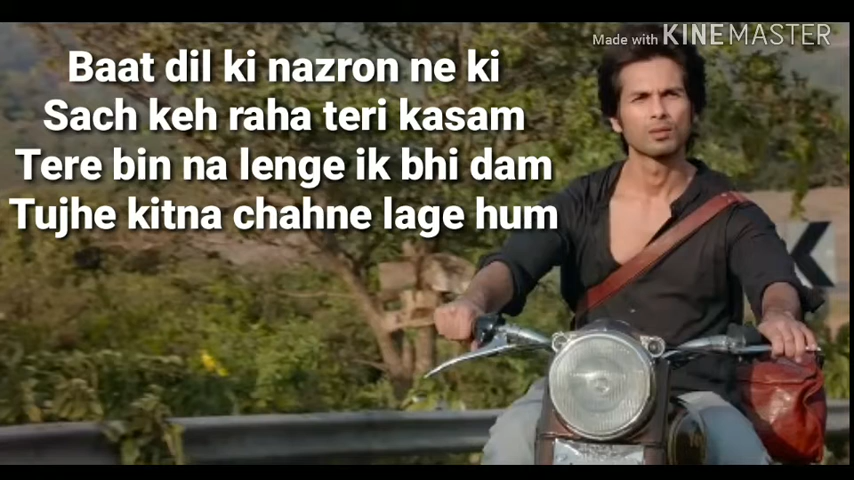 Made with KINEMASTER
Baat dil ki nazron ne ki
Sach keh raha teri kasam
Tere bin na lenge ik bhi dam
Tujhe kitna chahne lage hum